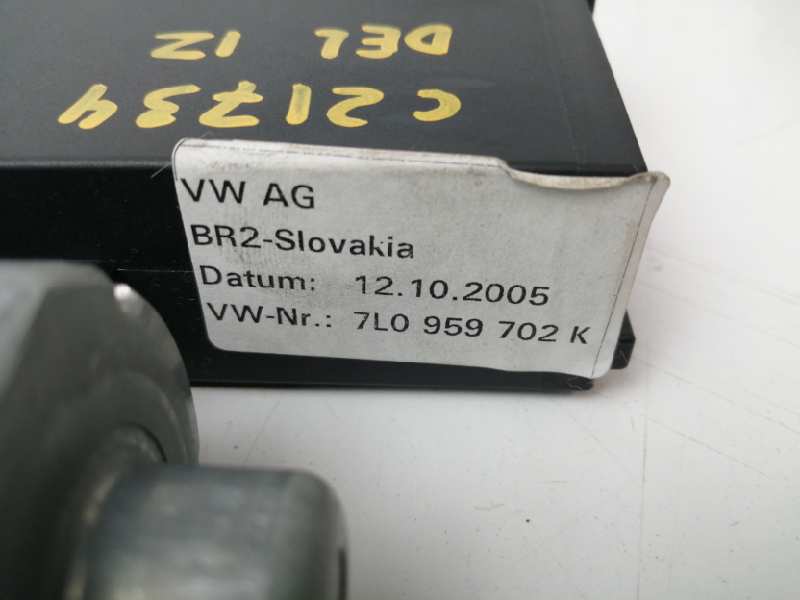 DEL 12
C21734
VW AG
BR2-Slovakia
Datum: 12.10.2005
VW-Nr.: 7L0 959 702 K